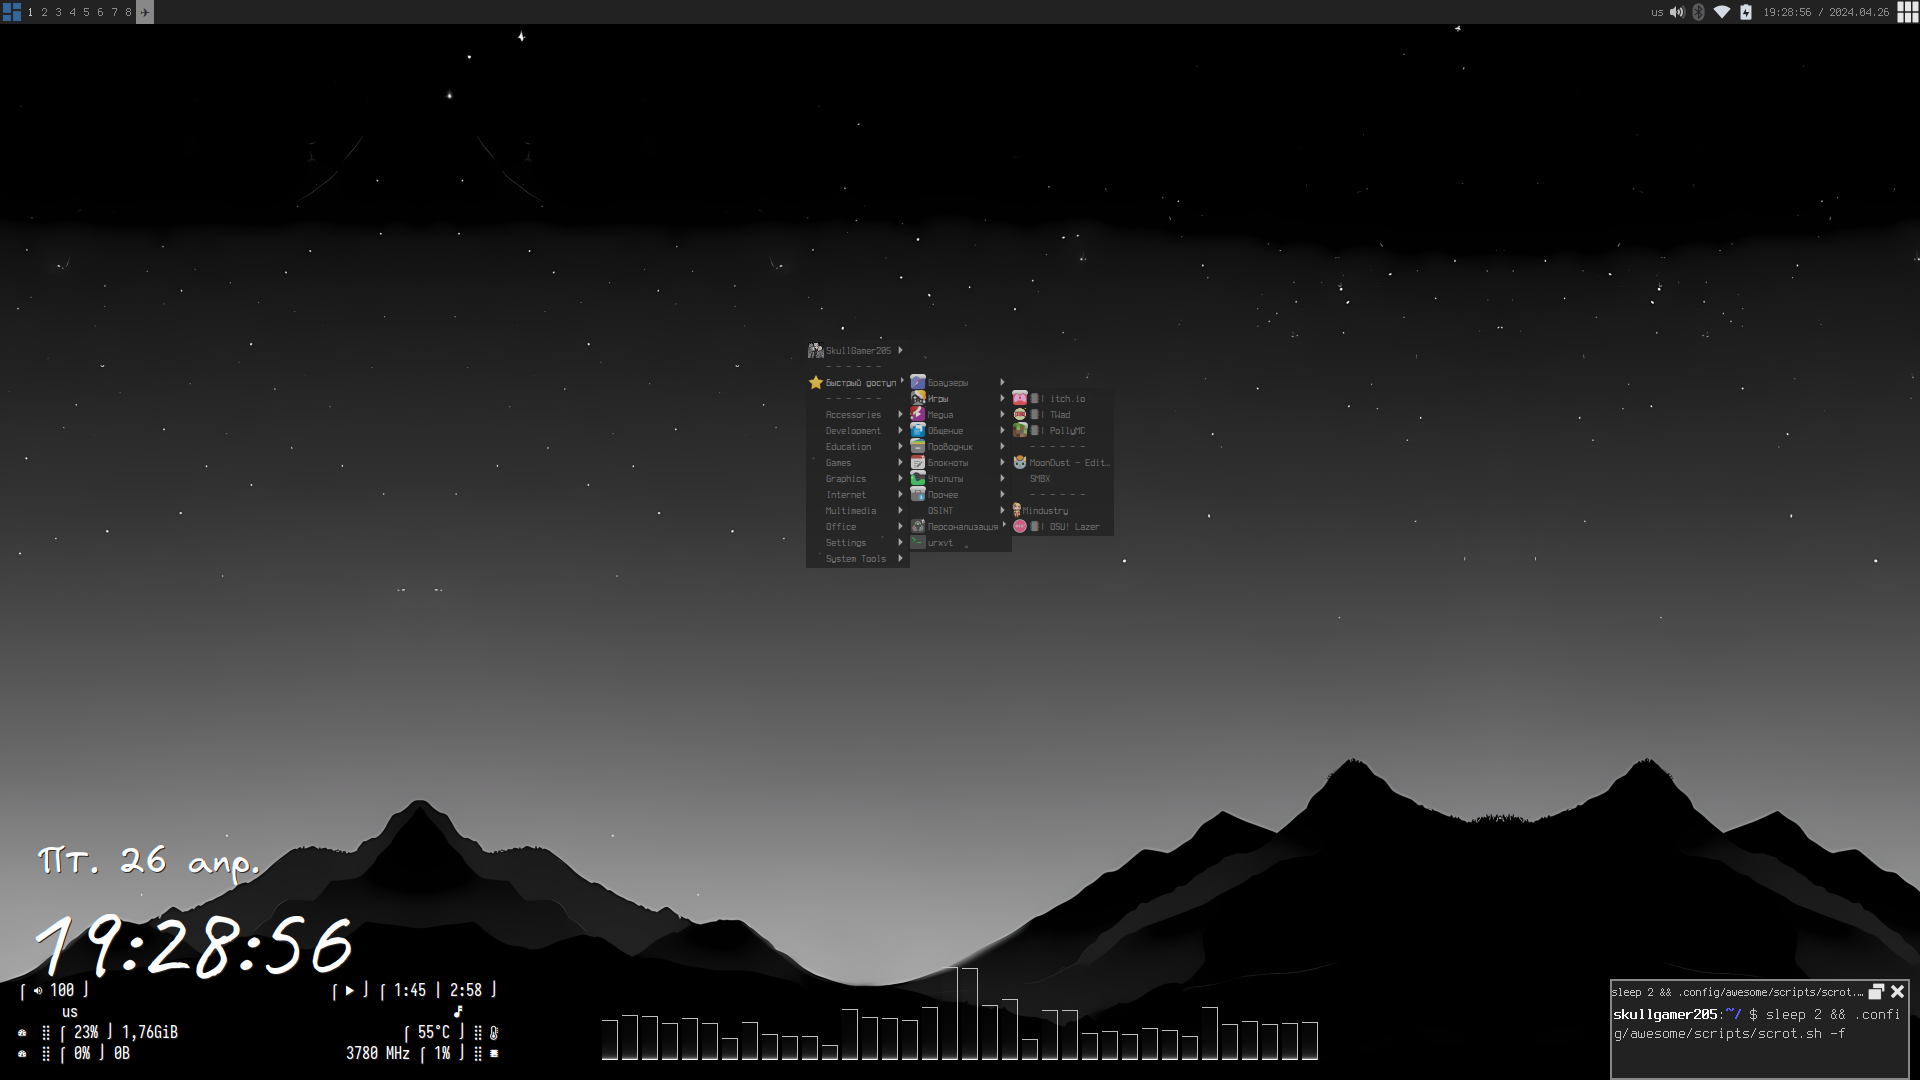 1 2 3 4 5 6 7 8
us 19:28:56 / 2024.04.26
SkullGamer205
- - - - - -
Быстрый доступ
- - - - - -
Accessories
Development
Education
Games
Graphics
Internet
Multimedia
Office
Settings
System Tools
Браузеры
Игры
Медиа
Общение
Проводник
Блокноты
Утилиты
Прочее
OSINT
Персонализация
urxvt
| itch.io
| TWad
| PollyMC
- - - - - -
MoonDust - Edit...
SMBX
- - - - - -
Mindustry
| OSU! Lazer
Пт. 26 апр.
19:28:56
⌠ 100 ⌡
us
⌠ 23% ⌡ 1,76GiB
⌠ 0% ⌡ 0B
⌠ ▶ ⌡ ⌠ 1:45 | 2:58 ⌡
⌠ 55°C ⌡
3780 MHz ⌠ 1% ⌡
sleep 2 && .config/awesome/scripts/scrot....
skullgamer205:~/ $ sleep 2 && .confi
g/awesome/scripts/scrot.sh -f